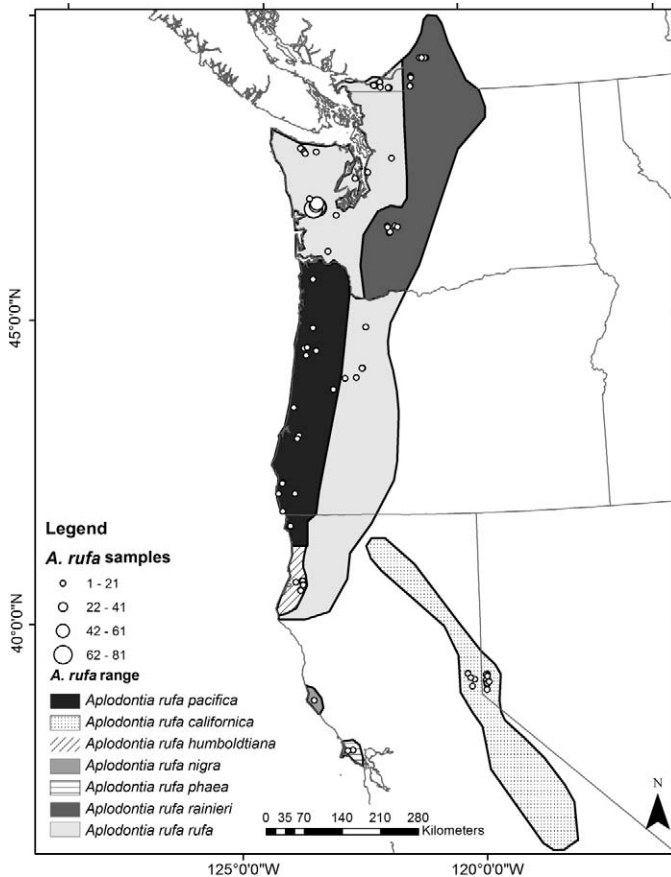 45°0'0"N
40°0'0"N
Legend
A. rufa samples
1 - 21
22 - 41
42 - 61
62 - 81
A. rufa range
Aplodontia rufa pacifica
Aplodontia rufa californica
Aplodontia rufa humboldtiana
Aplodontia rufa nigra
Aplodontia rufa phaea
Aplodontia rufa rainieri
Aplodontia rufa rufa
0 35 70 140 210 280
Kilometers
N
125°0'0"W
120°0'0"W